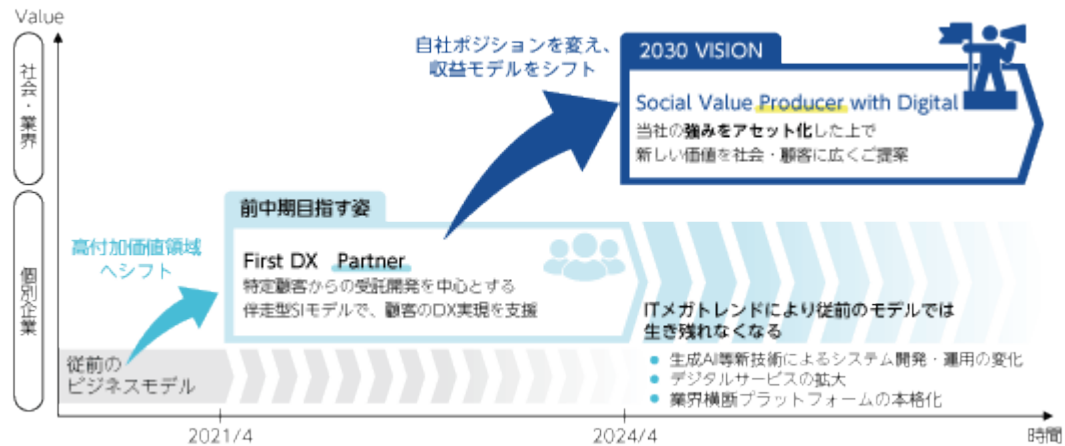 Value
社会・業界
個別企業
自社ポジションを変え、
収益モデルをシフト
2030 VISION
Social Value Producer with Digital
当社の強みをアセット化した上で
新しい価値を社会・顧客に広くご提案
前中期目指す姿
First DX Partner
特定顧客からの受託開発を中心とする
伴走型SIモデルで、顧客のDX実現を支援
高付加価値領域
へシフト
従前の
ビジネスモデル
ITメガトレンドにより従前のモデルでは
生き残れなくなる
● 生成AI等新技術によるシステム開発・運用の変化
● デジタルサービスの拡大
● 業界横断プラットフォームの本格化
2021/4
2024/4
時間